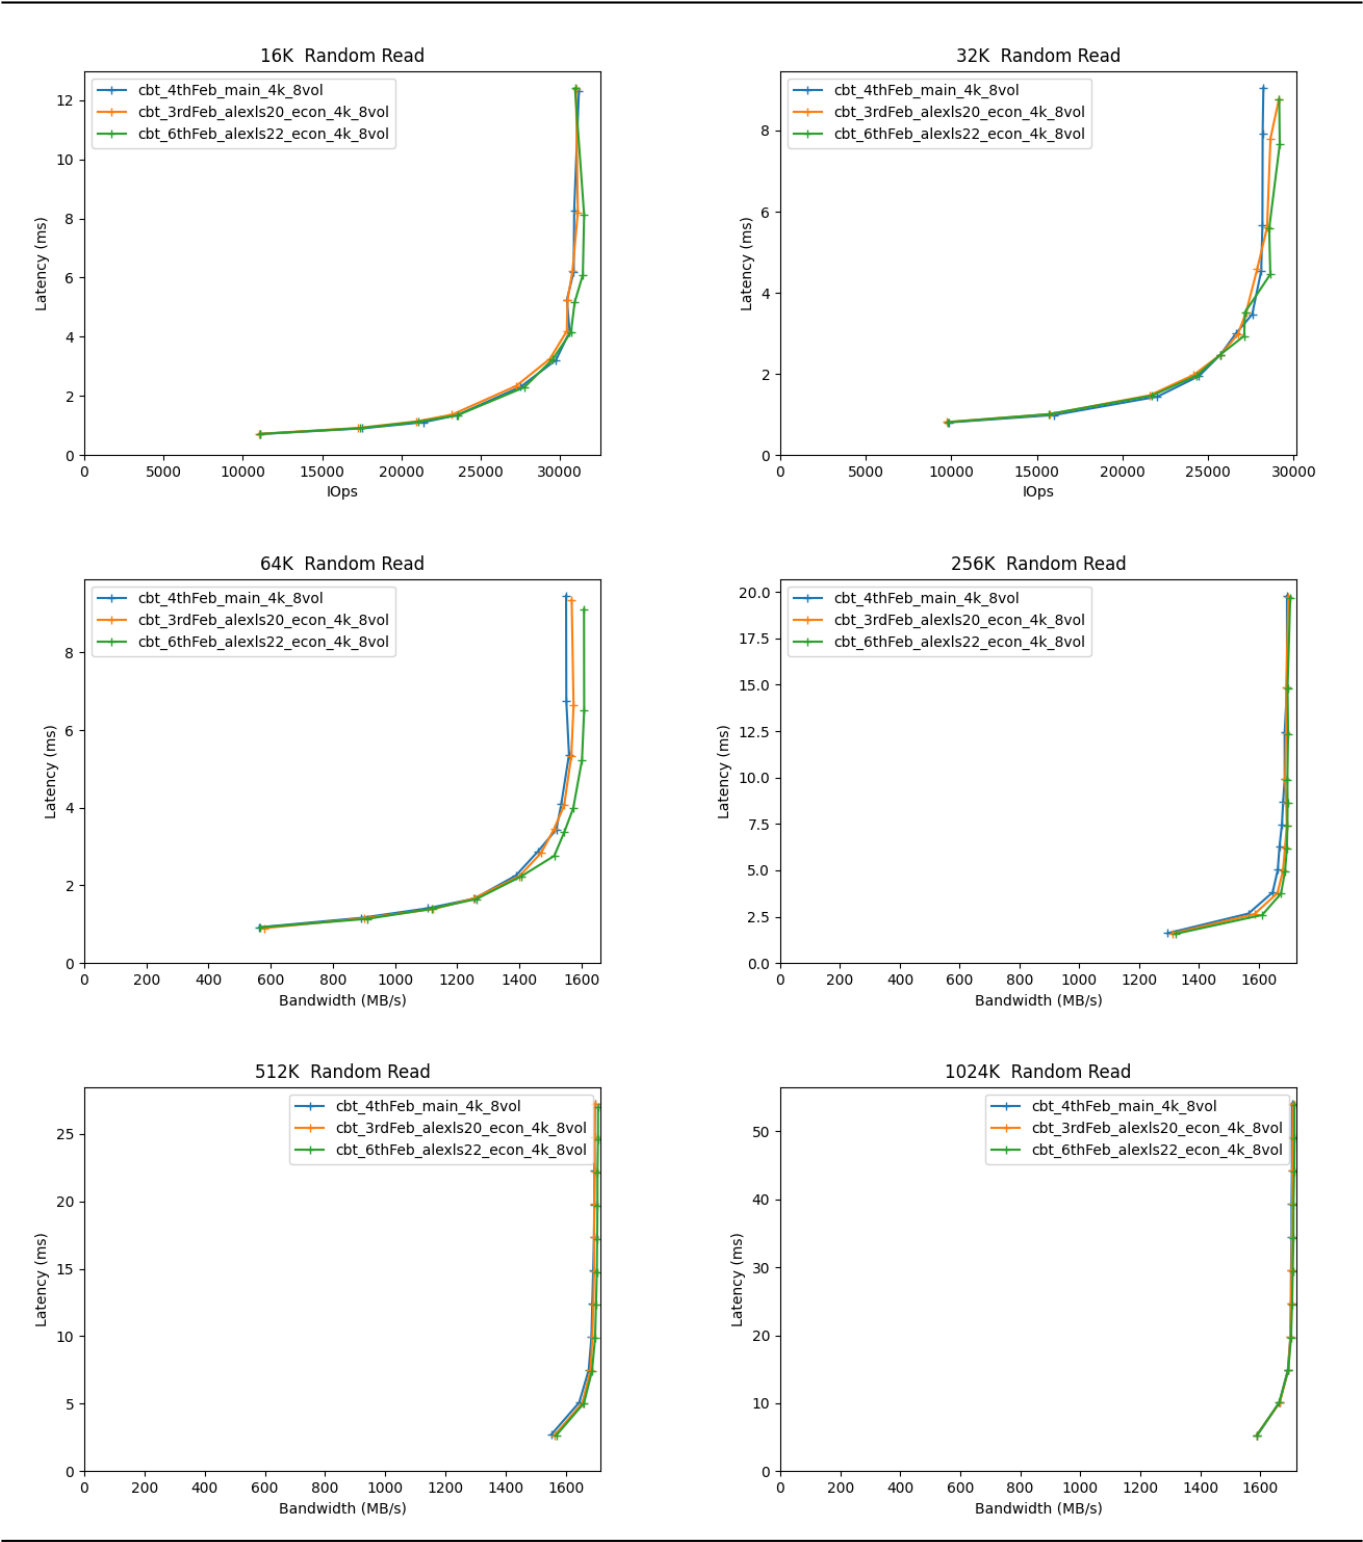 16K  Random Read
cbt_4thFeb_main_4k_8vol
cbt_3rdFeb_alexls20_econ_4k_8vol
cbt_6thFeb_alexls22_econ_4k_8vol
12
10
8
6
4
2
0
Latency (ms)
0 5000 10000 15000 20000 25000 30000
IOps
32K  Random Read
cbt_4thFeb_main_4k_8vol
cbt_3rdFeb_alexls20_econ_4k_8vol
cbt_6thFeb_alexls22_econ_4k_8vol
8
6
4
2
0
Latency (ms)
0 5000 10000 15000 20000 25000 30000
IOps
64K  Random Read
cbt_4thFeb_main_4k_8vol
cbt_3rdFeb_alexls20_econ_4k_8vol
cbt_6thFeb_alexls22_econ_4k_8vol
8
6
4
2
0
Latency (ms)
0 200 400 600 800 1000 1200 1400 1600
Bandwidth (MB/s)
256K  Random Read
cbt_4thFeb_main_4k_8vol
cbt_3rdFeb_alexls20_econ_4k_8vol
cbt_6thFeb_alexls22_econ_4k_8vol
20.0
17.5
15.0
12.5
10.0
7.5
5.0
2.5
0.0
Latency (ms)
0 200 400 600 800 1000 1200 1400 1600
Bandwidth (MB/s)
512K  Random Read
cbt_4thFeb_main_4k_8vol
cbt_3rdFeb_alexls20_econ_4k_8vol
cbt_6thFeb_alexls22_econ_4k_8vol
25
20
15
10
5
0
Latency (ms)
0 200 400 600 800 1000 1200 1400 1600
Bandwidth (MB/s)
1024K  Random Read
cbt_4thFeb_main_4k_8vol
cbt_3rdFeb_alexls20_econ_4k_8vol
cbt_6thFeb_alexls22_econ_4k_8vol
50
40
30
20
10
0
Latency (ms)
0 200 400 600 800 1000 1200 1400 1600
Bandwidth (MB/s)